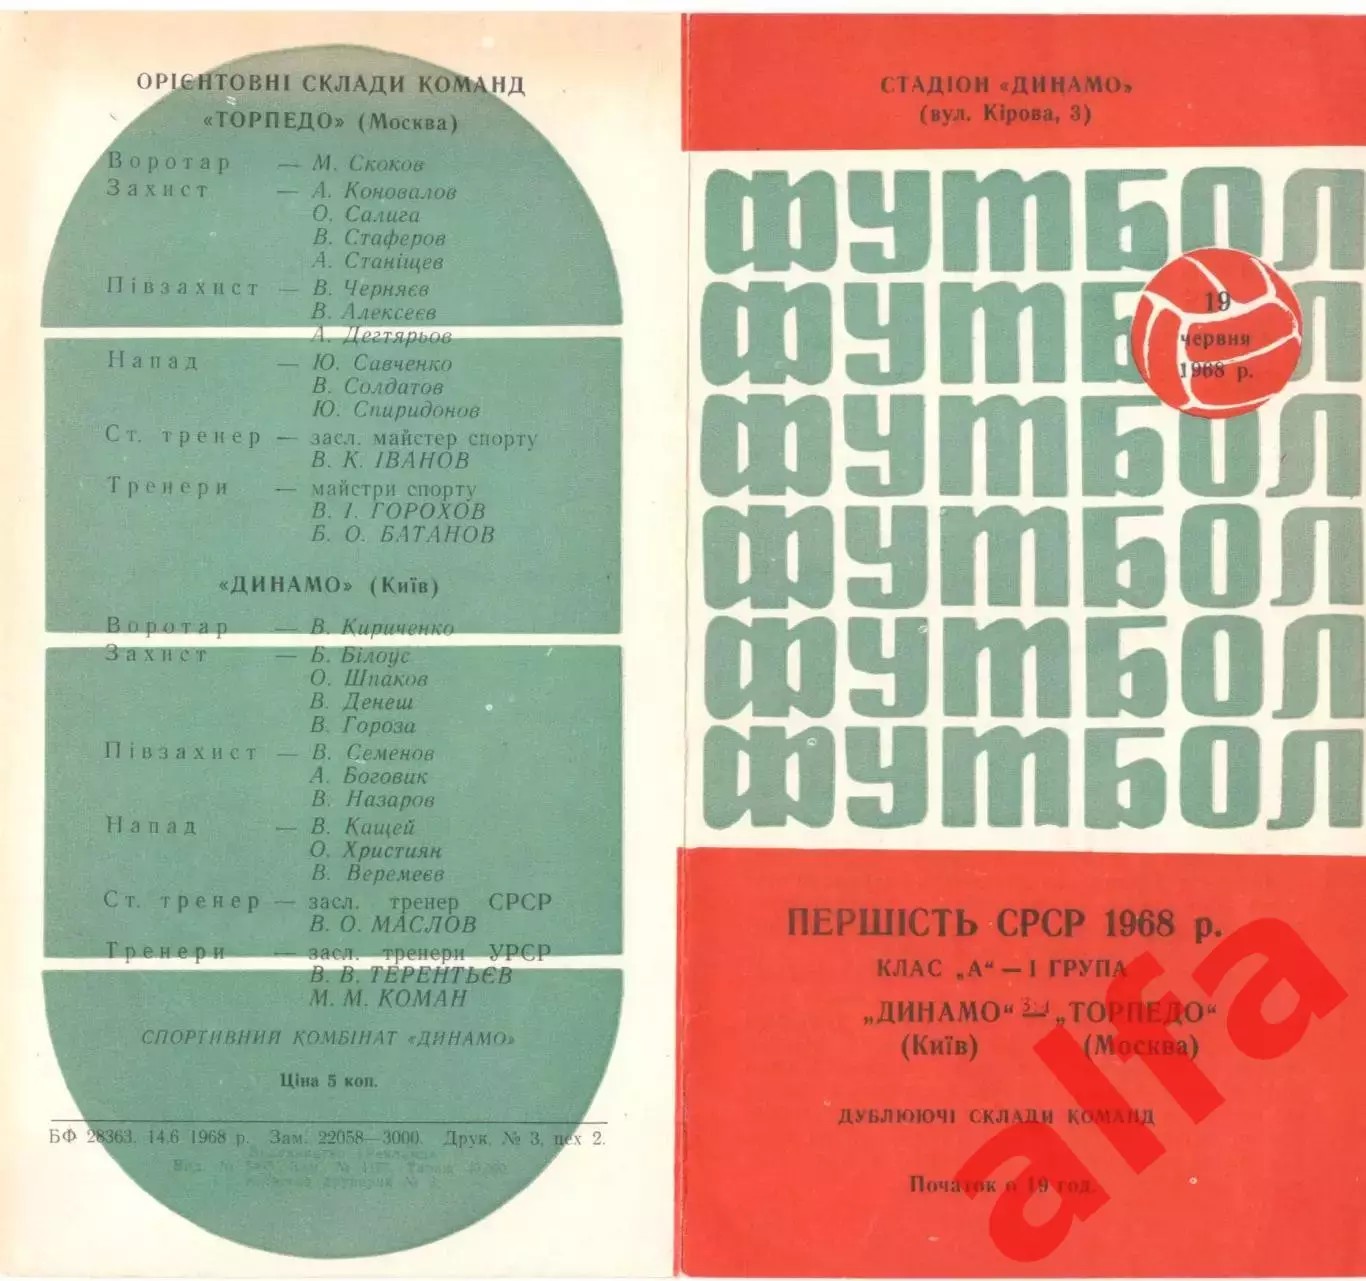 ОРІЄНТОВНІ СКЛАДИ КОМАНД
«ТОРПЕДО» (Москва)
Воротар — М. Скоков
Захист — А. Коновалов
О. Салига
В. Стаферов
А. Станіщев
Півзахист — В. Черняєв
В. Алексеєв
А. Дегтярьов
Напад — Ю. Савченко
В. Солдатов
Ю. Спиридонов
Ст. тренер — засл. майстер спорту
В. К. ІВАНОВ
Тренери — майстри спорту
В. І. ГОРОХОВ
Б. О. БАТАНОВ
«ДИНАМО» (Київ)
Воротар — В. Кириченко
Захист — Б. Білоус
О. Шпаков
В. Денеш
В. Гороза
Півзахист — В. Семенов
А. Боговик
В. Назаров
Напад — В. Кащей
О. Християн
В. Веремеєв
Ст. тренер — засл. тренер СРСР
В. О. МАСЛОВ
Тренери — засл. тренери УРСР
В. В. ТЕРЕНТЬЄВ
М. М. КОМАН
СПОРТИВНИЙ КОМБІНАТ «ДИНАМО»
Ціна 5 коп.
БФ 28363. 14.6 1968 р. Зам. 22058—3000. Друк. № 3, цех 2.
СТАДІОН «ДИНАМО»
(вул. Кірова, 3)
ФУТБОЛ
ФУТБОЛ
ФУТБОЛ
ФУТБОЛ
ФУТБОЛ
ФУТБОЛ
19
червня
1968 р.
ПЕРШІСТЬ СРСР 1968 р.
КЛАС „А“ — І ГРУПА
„ДИНАМО“ 3:1 — „ТОРПЕДО“
(Київ) (Москва)
ДУБЛЮЮЧІ СКЛАДИ КОМАНД
Початок о 19 год.
alfa